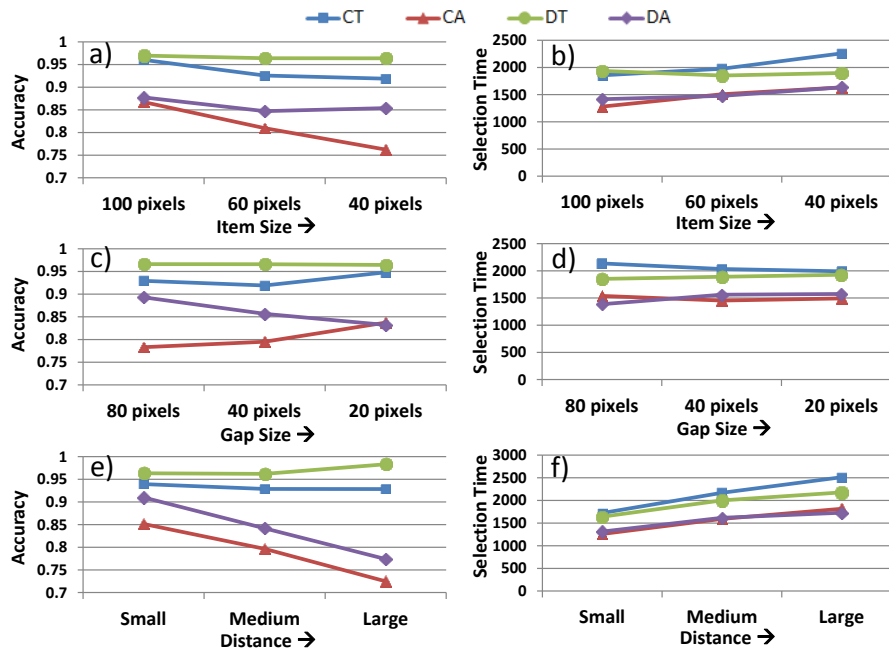 CT CA DT DA
a)
Accuracy
1
0.95
0.9
0.85
0.8
0.75
0.7
100 pixels 60 pixels 40 pixels
Item Size →
b)
Selection Time
2500
2000
1500
1000
500
0
100 pixels 60 pixels 40 pixels
Item Size →
c)
Accuracy
1
0.95
0.9
0.85
0.8
0.75
0.7
80 pixels 40 pixels 20 pixels
Gap Size →
d)
Selection Time
2500
2000
1500
1000
500
0
80 pixels 40 pixels 20 pixels
Gap Size →
e)
Accuracy
1
0.95
0.9
0.85
0.8
0.75
0.7
Small Medium Large
Distance →
f)
Selection Time
3000
2500
2000
1500
1000
500
0
Small Medium Large
Distance →